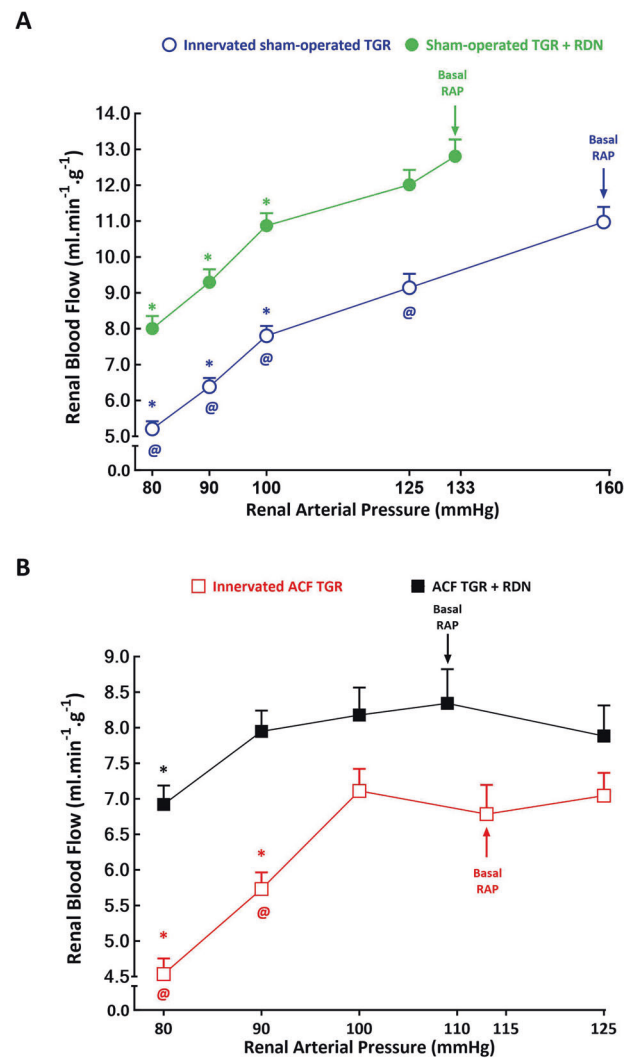 A
Innervated sham-operated TGR
Sham-operated TGR + RDN
Basal
RAP
Basal
RAP
14.0
13.0
12.0
11.0
10.0
9.0
8.0
7.0
6.0
5.0
0.0
Renal Blood Flow (ml.min⁻¹.g⁻¹)
*
*
*
*
*
*
@
@
@
@
80
90
100
125
133
160
Renal Arterial Pressure (mmHg)
B
Innervated ACF TGR
ACF TGR + RDN
Basal
RAP
9.0
8.5
8.0
7.5
7.0
6.5
6.0
5.5
5.0
4.5
0.0
Renal Blood Flow (ml.min⁻¹.g⁻¹)
*
*
*
@
@
Basal
RAP
80
90
100
110
115
125
Renal Arterial Pressure (mmHg)